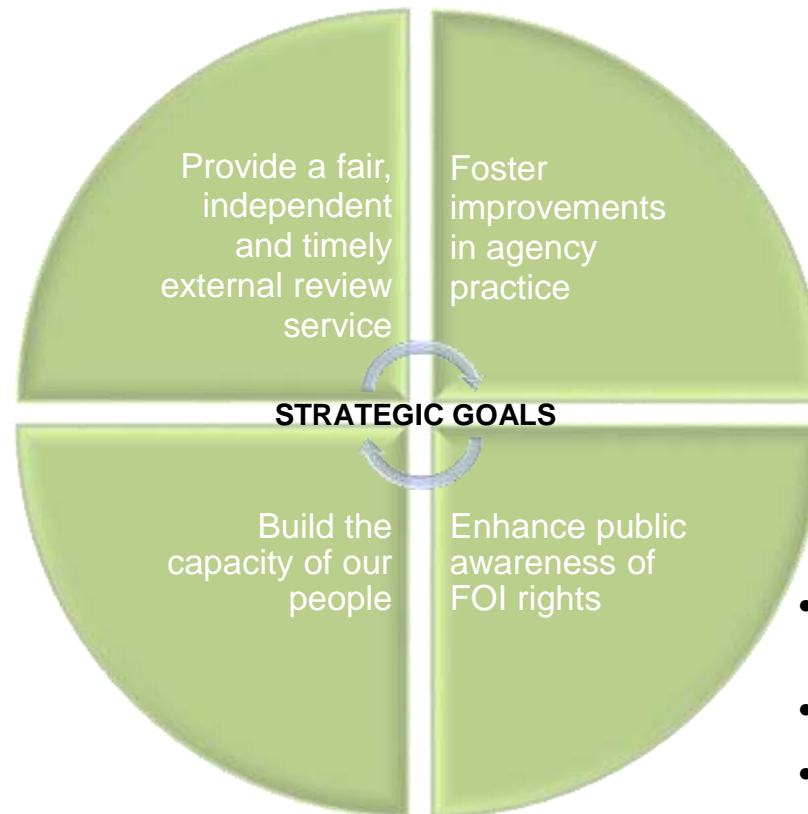 Provide a fair,
independent
and timely
external review
service
Foster
improvements
in agency
practice
STRATEGIC GOALS
Build the
capacity of our
people
Enhance public
awareness of
FOI rights
•
•
•